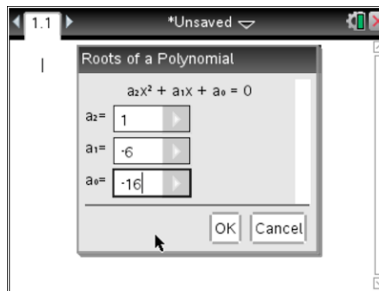 1.1 *Unsaved
Roots of a Polynomial
a₂x² + a₁x + a₀ = 0
a₂= 1
a₁= -6
a₀= -16
OK Cancel